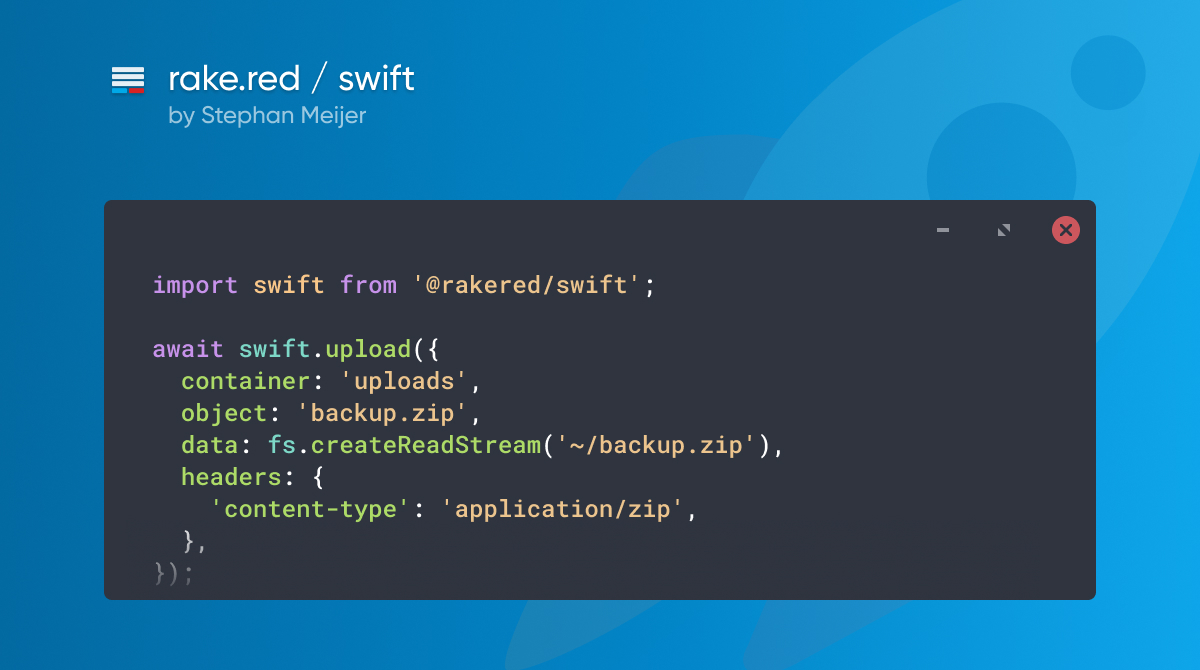 rake.red / swift
by Stephan Meijer
import swift from '@rakered/swift';
await swift.upload({
  container: 'uploads',
  object: 'backup.zip',
  data: fs.createReadStream('~/backup.zip'),
  headers: {
    'content-type': 'application/zip',
  },
});